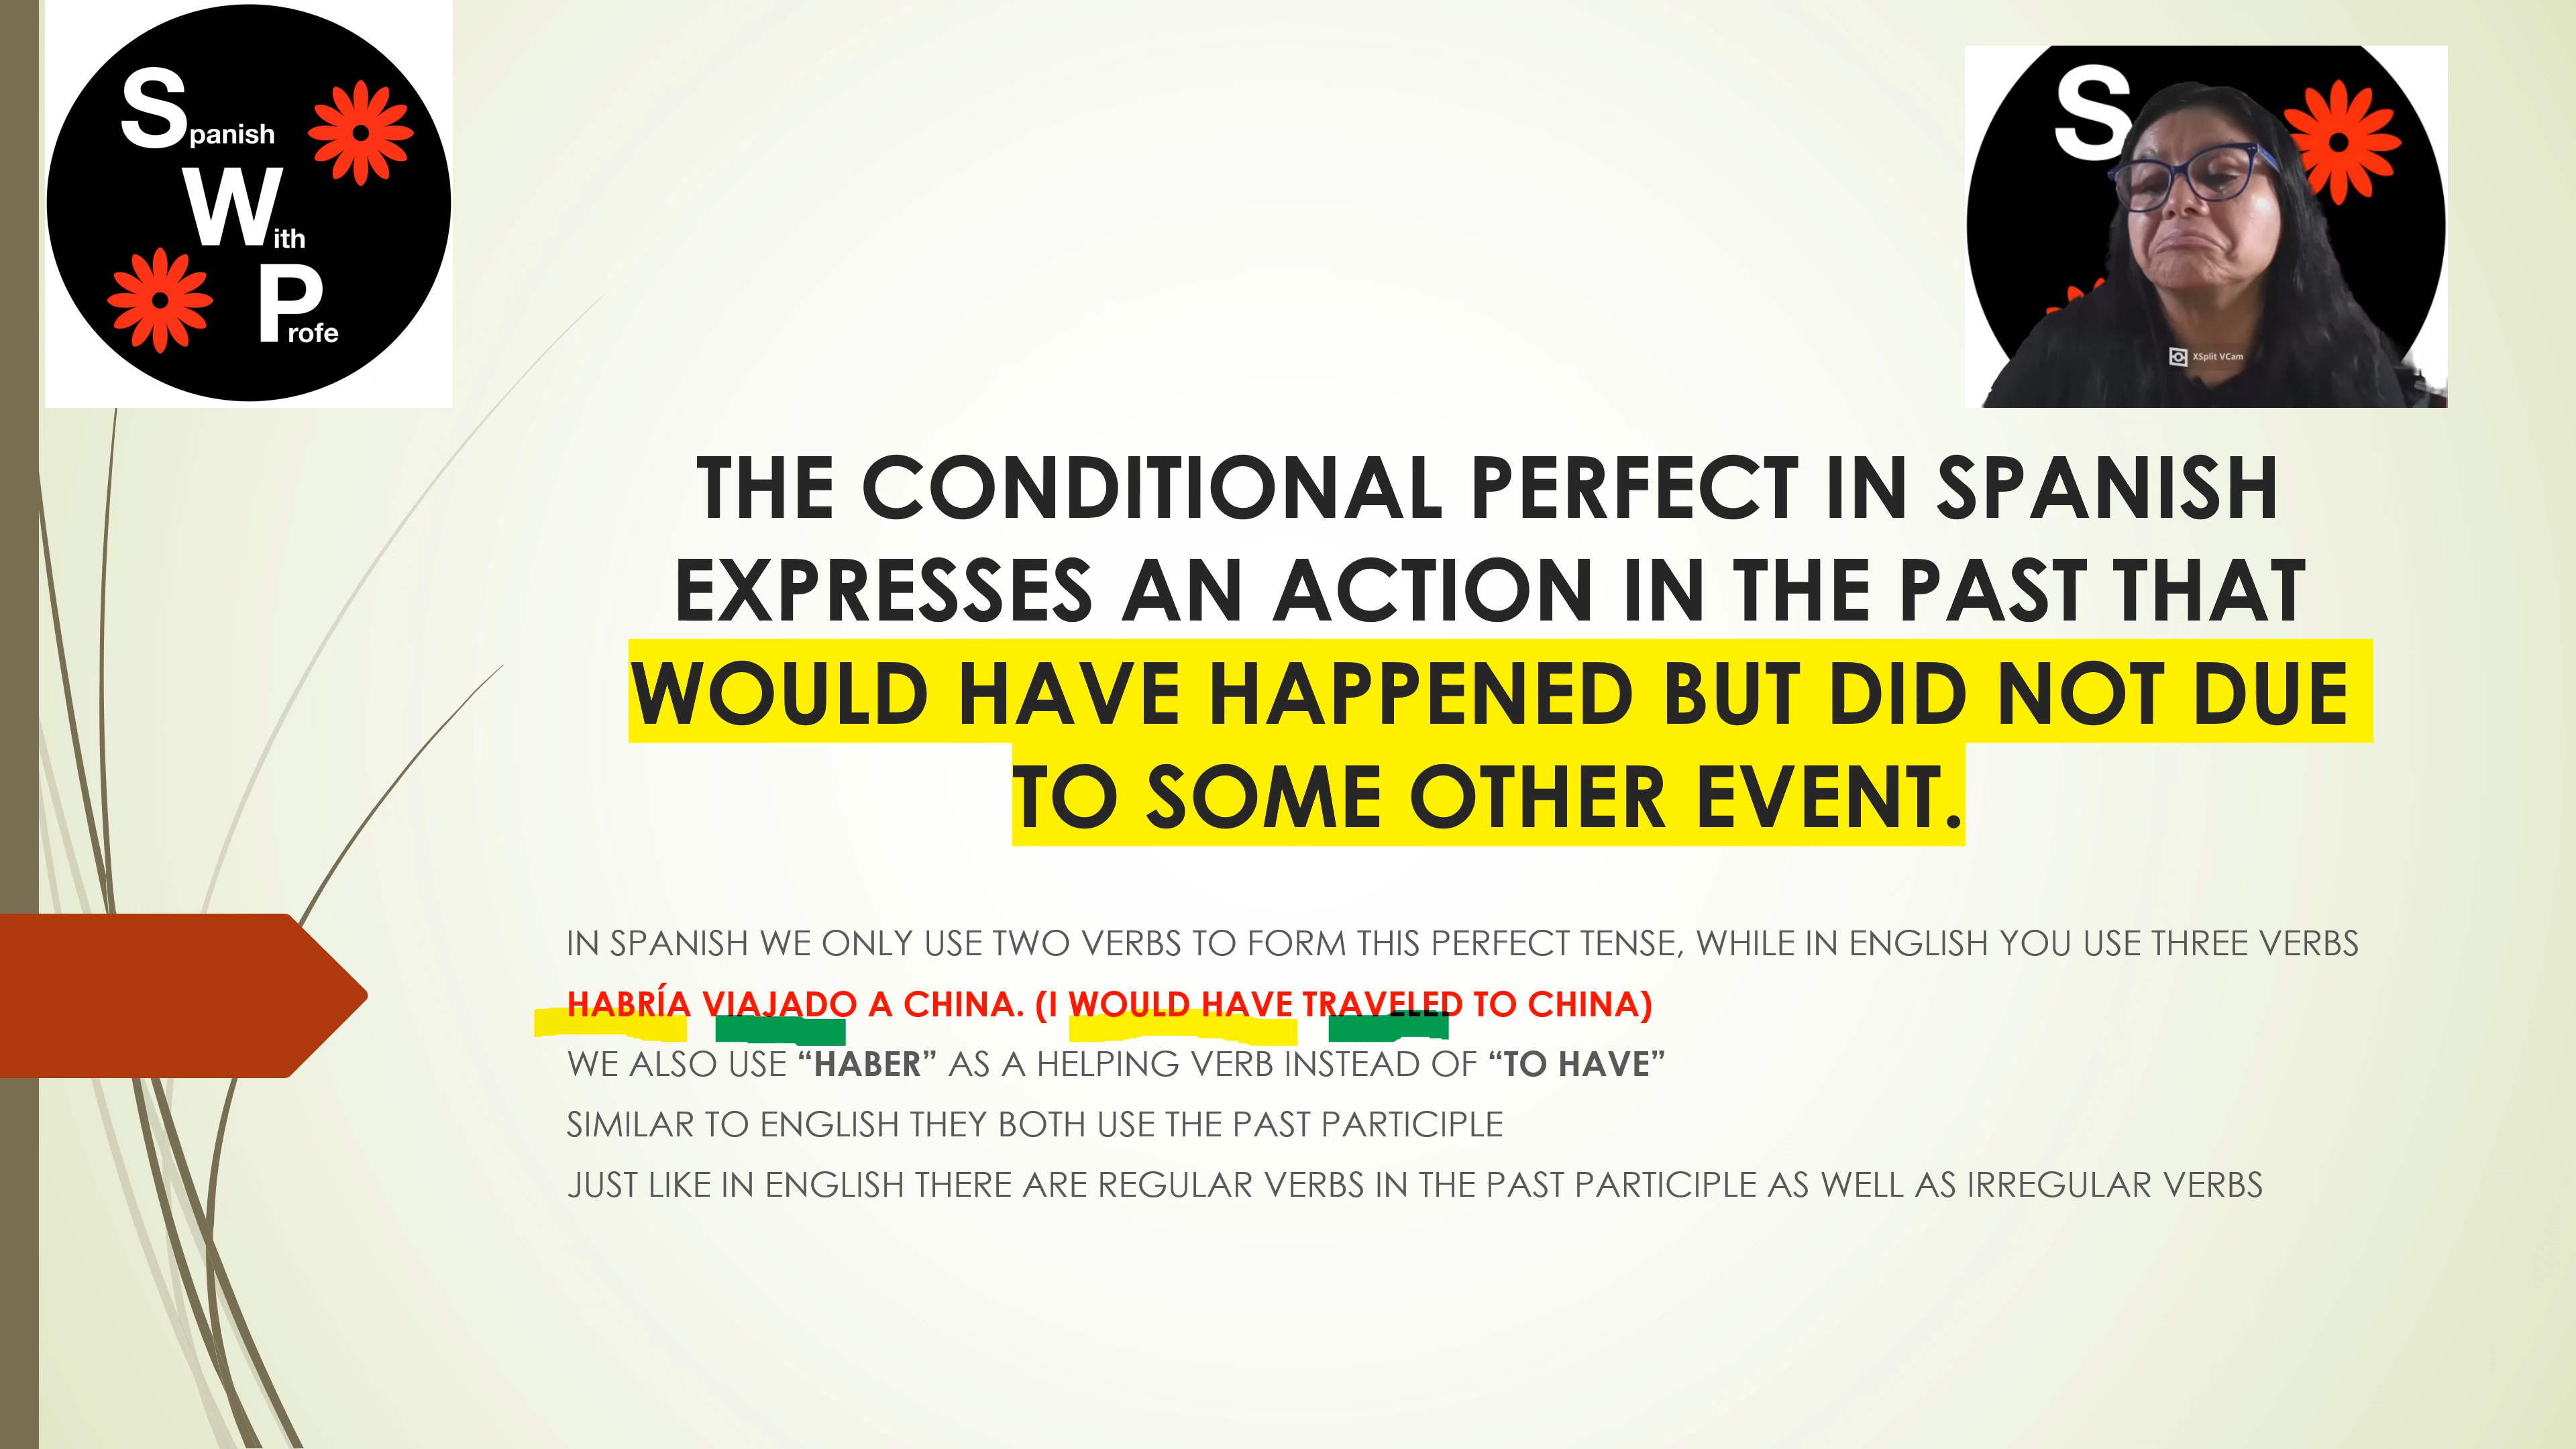 Spanish
With
Profe
S
XSplit VCam
THE CONDITIONAL PERFECT IN SPANISH
EXPRESSES AN ACTION IN THE PAST THAT
WOULD HAVE HAPPENED BUT DID NOT DUE
TO SOME OTHER EVENT.
IN SPANISH WE ONLY USE TWO VERBS TO FORM THIS PERFECT TENSE, WHILE IN ENGLISH YOU USE THREE VERBS
HABRÍA VIAJADO A CHINA. (I WOULD HAVE TRAVELED TO CHINA)
WE ALSO USE “HABER” AS A HELPING VERB INSTEAD OF “TO HAVE”
SIMILAR TO ENGLISH THEY BOTH USE THE PAST PARTICIPLE
JUST LIKE IN ENGLISH THERE ARE REGULAR VERBS IN THE PAST PARTICIPLE AS WELL AS IRREGULAR VERBS